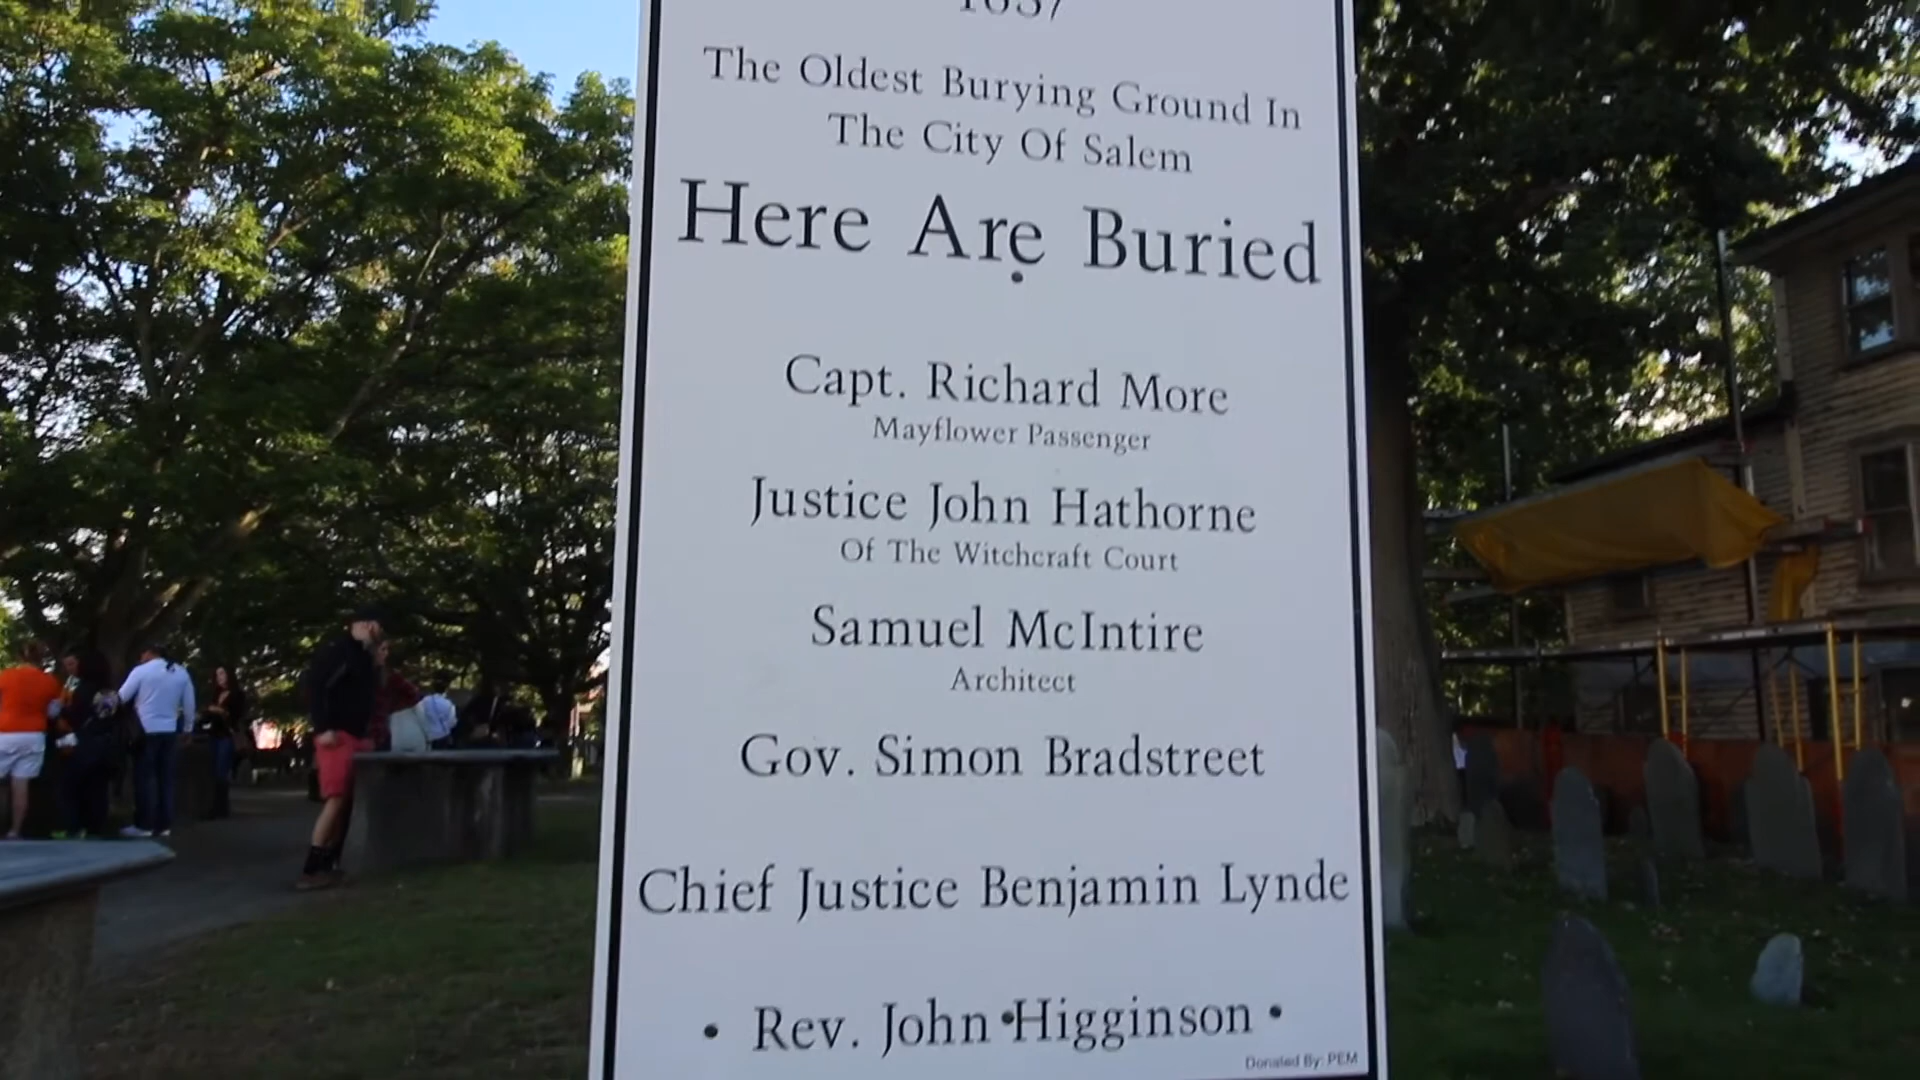 1637
The Oldest Burying Ground In
The City Of Salem
Here Are Buried
Capt. Richard More
Mayflower Passenger
Justice John Hathorne
Of The Witchcraft Court
Samuel McIntire
Architect
Gov. Simon Bradstreet
Chief Justice Benjamin Lynde
• Rev. John Higginson •
Donated By: PEM